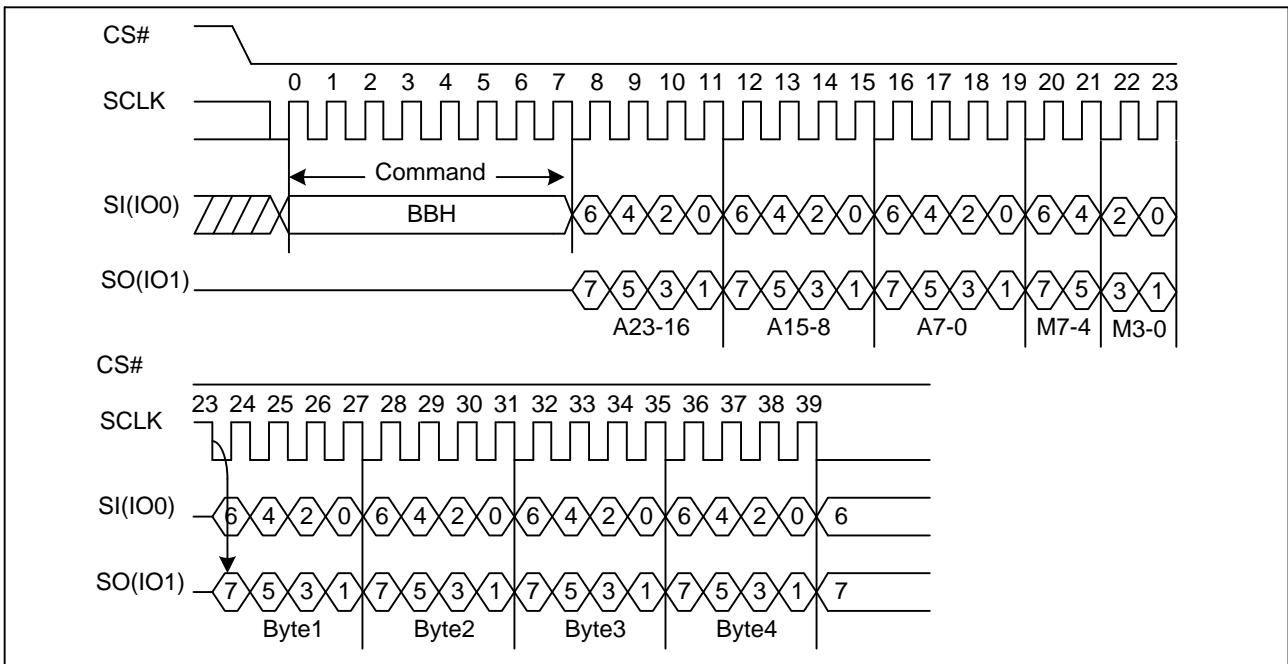 CS#
0 1 2 3 4 5 6 7 8 9 10 11 12 13 14 15 16 17 18 19 20 21 22 23
SCLK
Command
SI(IO0) BBH 6 4 2 0 6 4 2 0 6 4 2 0 6 4 2 0
SO(IO1) 7 5 3 1 7 5 3 1 7 5 3 1 7 5 3 1
A23-16 A15-8 A7-0 M7-4 M3-0
CS#
23 24 25 26 27 28 29 30 31 32 33 34 35 36 37 38 39
SCLK
SI(IO0) 6 4 2 0 6 4 2 0 6 4 2 0 6 4 2 0 6
SO(IO1) 7 5 3 1 7 5 3 1 7 5 3 1 7 5 3 1 7
Byte1 Byte2 Byte3 Byte4